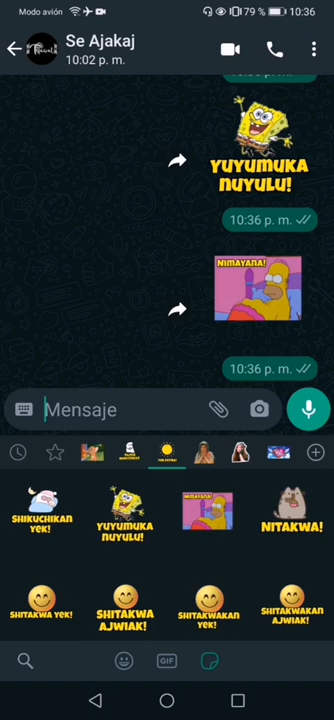 Modo avión
79 %
10:36
Se Ajakaj
10:02 p. m.
YUYUMUKA
NUYULU!
10:36 p. m.
NIMAYANA!
10:36 p. m.
Mensaje
SHIKUCHIKAN
YEK!
YUYUMUKA
NUYULU!
NIMAYANA!
NITAKWA!
SHITAKWA YEK!
SHITAKWA
AJWIAK!
SHITAKWAKAN
YEK!
SHITAKWAKAN
AJWIAK!
GIF